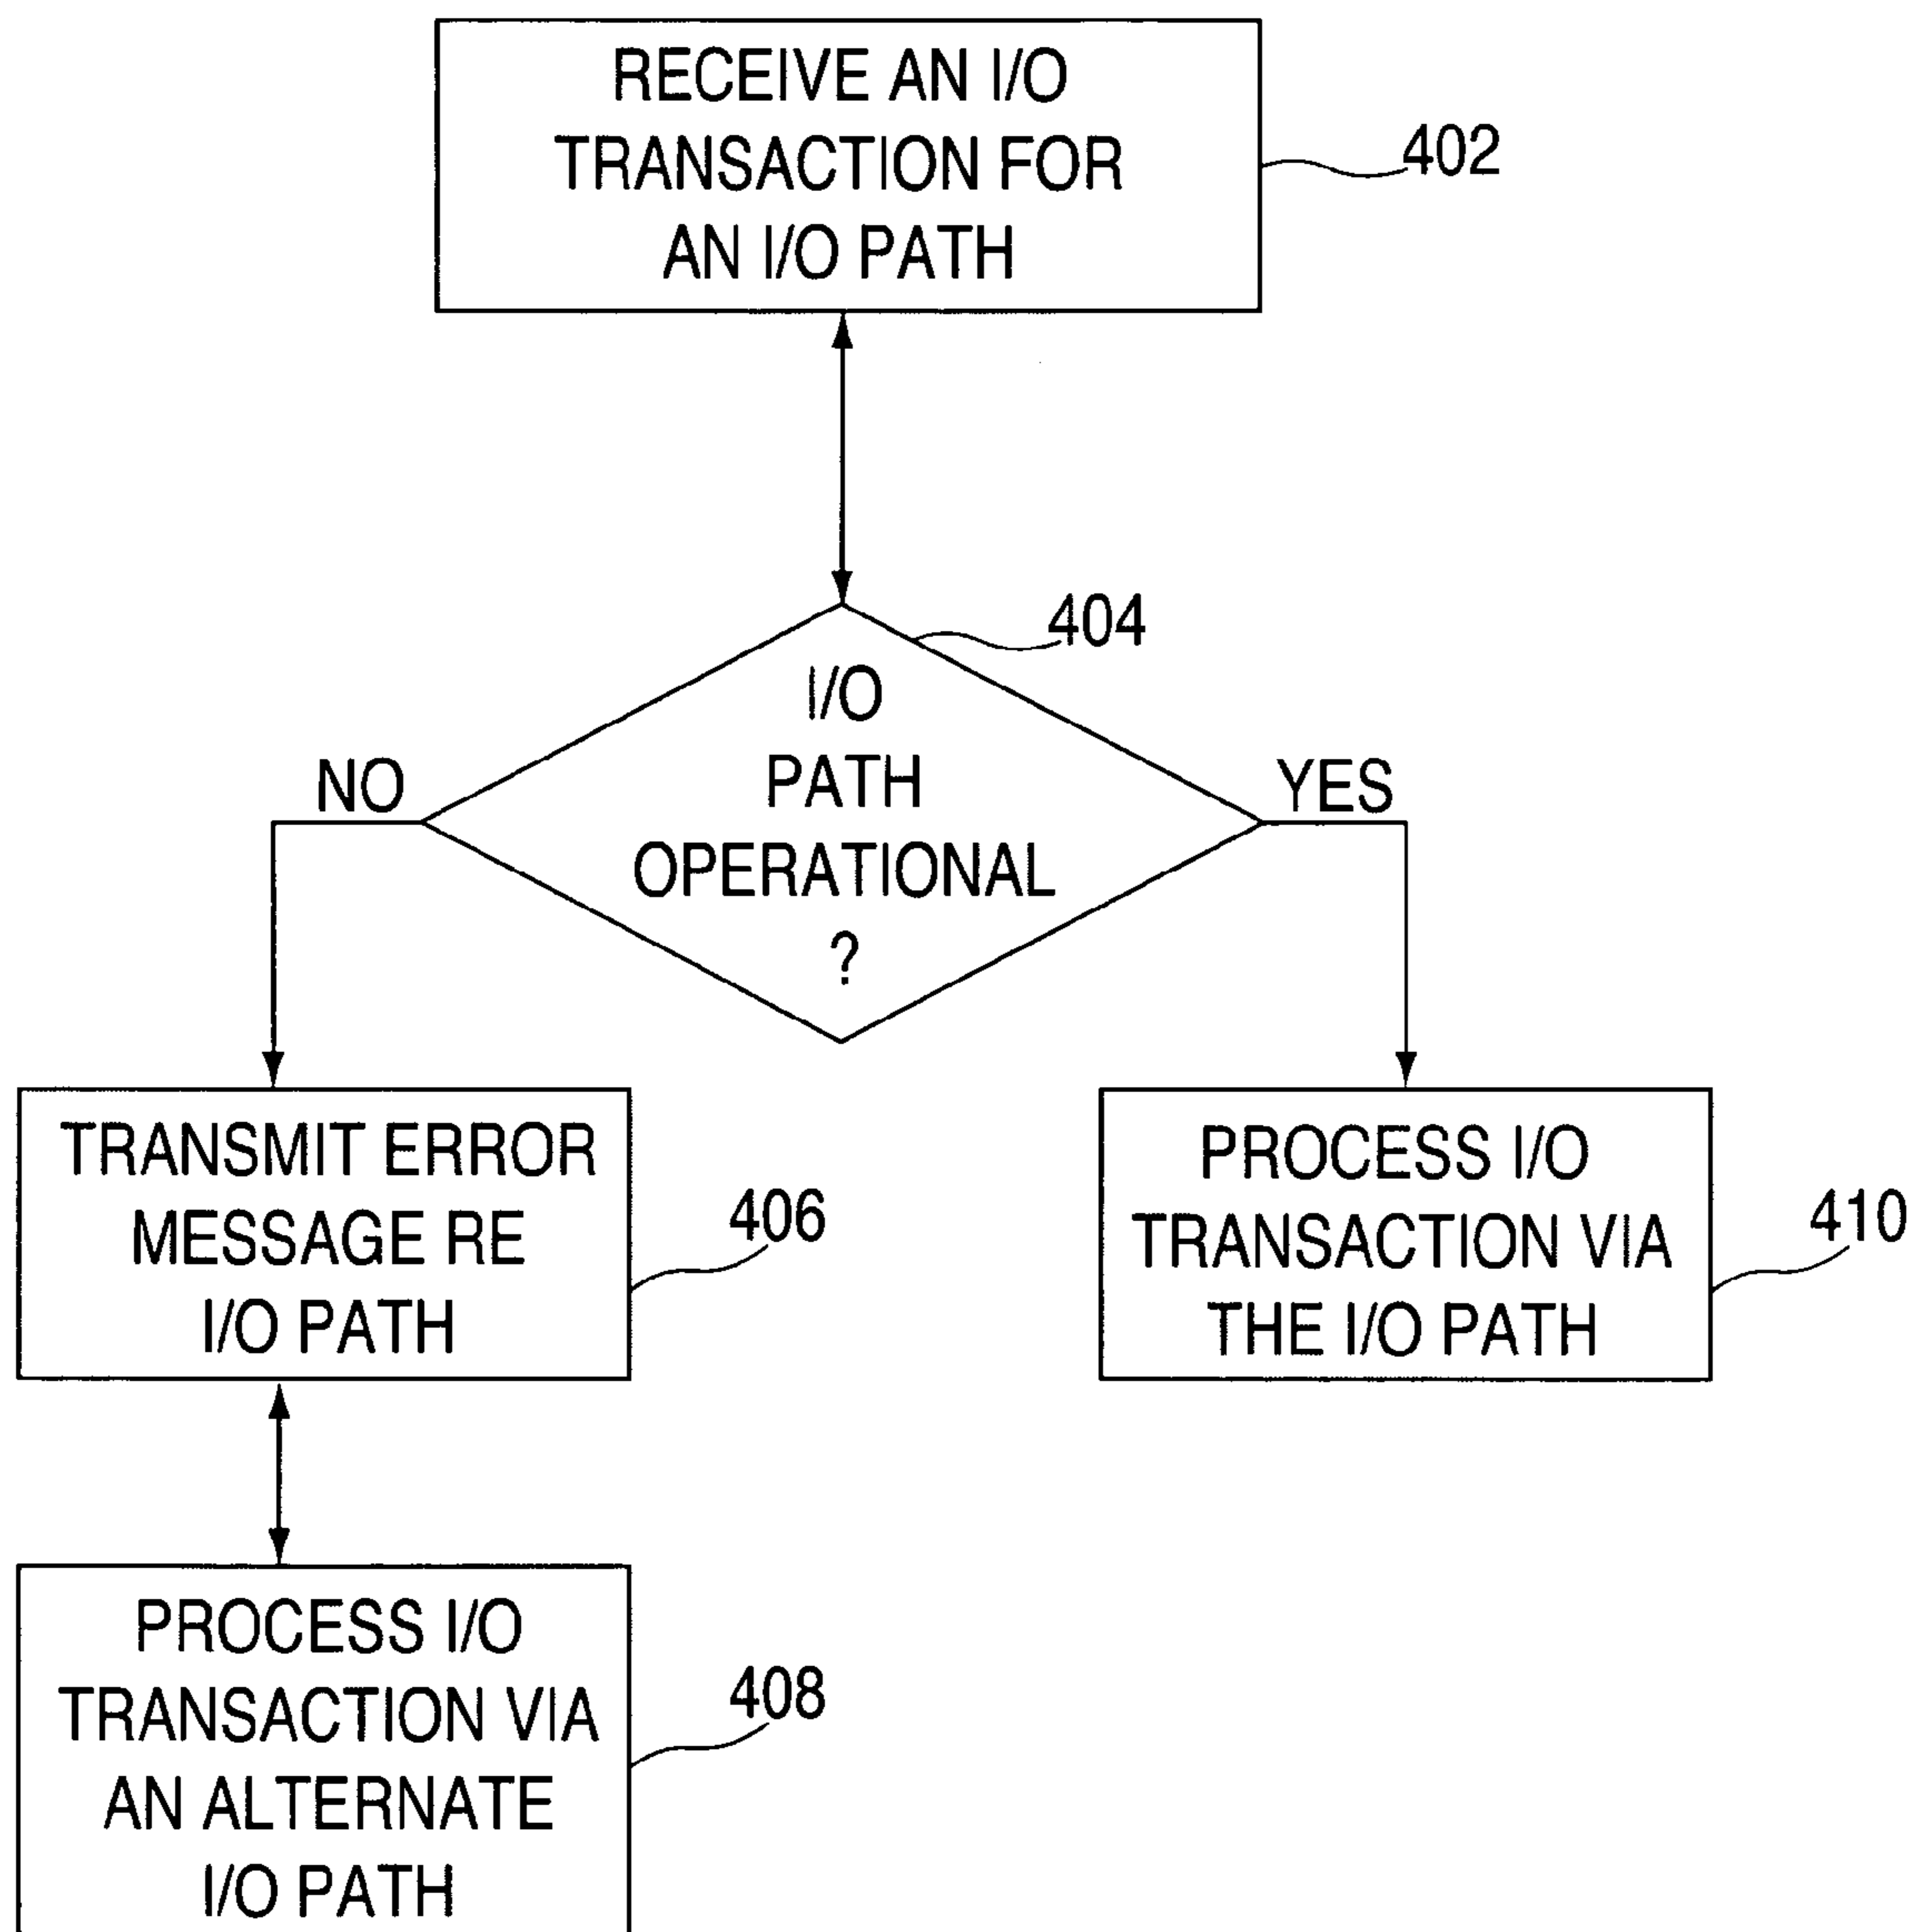 RECEIVE AN I/O
TRANSACTION FOR
AN I/O PATH
402
404
I/O
PATH
OPERATIONAL
?
NO
YES
TRANSMIT ERROR
MESSAGE RE
I/O PATH
406
PROCESS I/O
TRANSACTION VIA
THE I/O PATH
410
PROCESS I/O
TRANSACTION VIA
AN ALTERNATE
I/O PATH
408